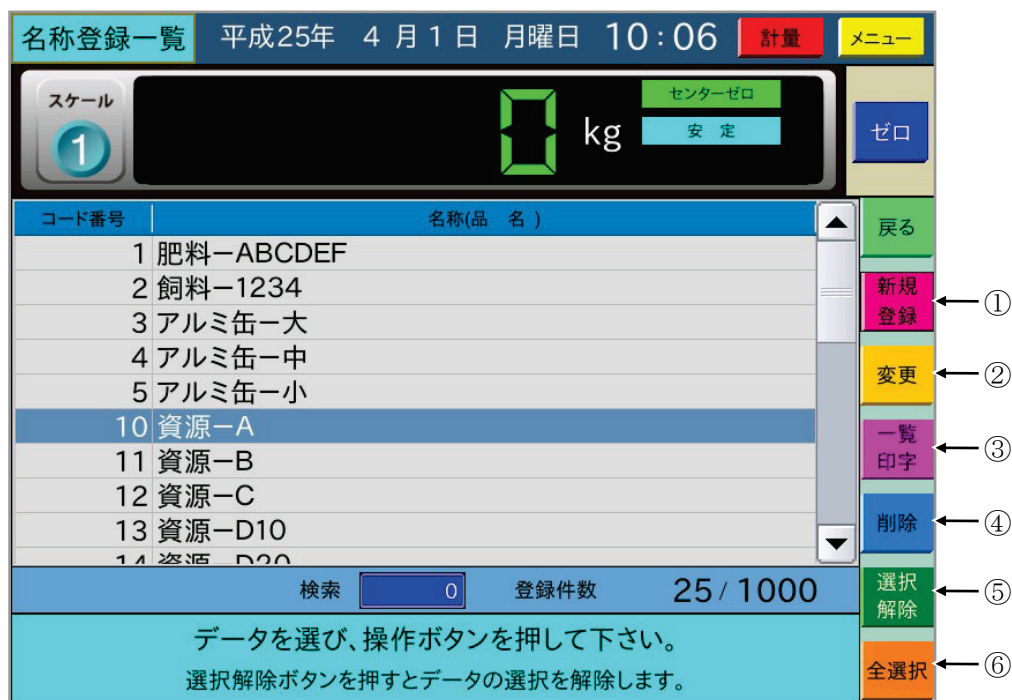 名称登録一覧 平成25年 4月1日 月曜日 10:06 計量 メニュー
スケール
1
0 kg
センターゼロ
安 定
ゼロ
コード番号 名称(品 名 )
1 肥料ーABCDEF
2 飼料ー1234
3 アルミ缶ー大
4 アルミ缶ー中
5 アルミ缶ー小
10 資源ーA
11 資源ーB
12 資源ーC
13 資源ーD10
14 資源ーD20
検索 0 登録件数 25/1000
データを選び、操作ボタンを押して下さい。
選択解除ボタンを押すとデータの選択を解除します。
戻る
新規
登録
①
変更
②
一覧
印字
③
削除
④
選択
解除
⑤
全選択
⑥